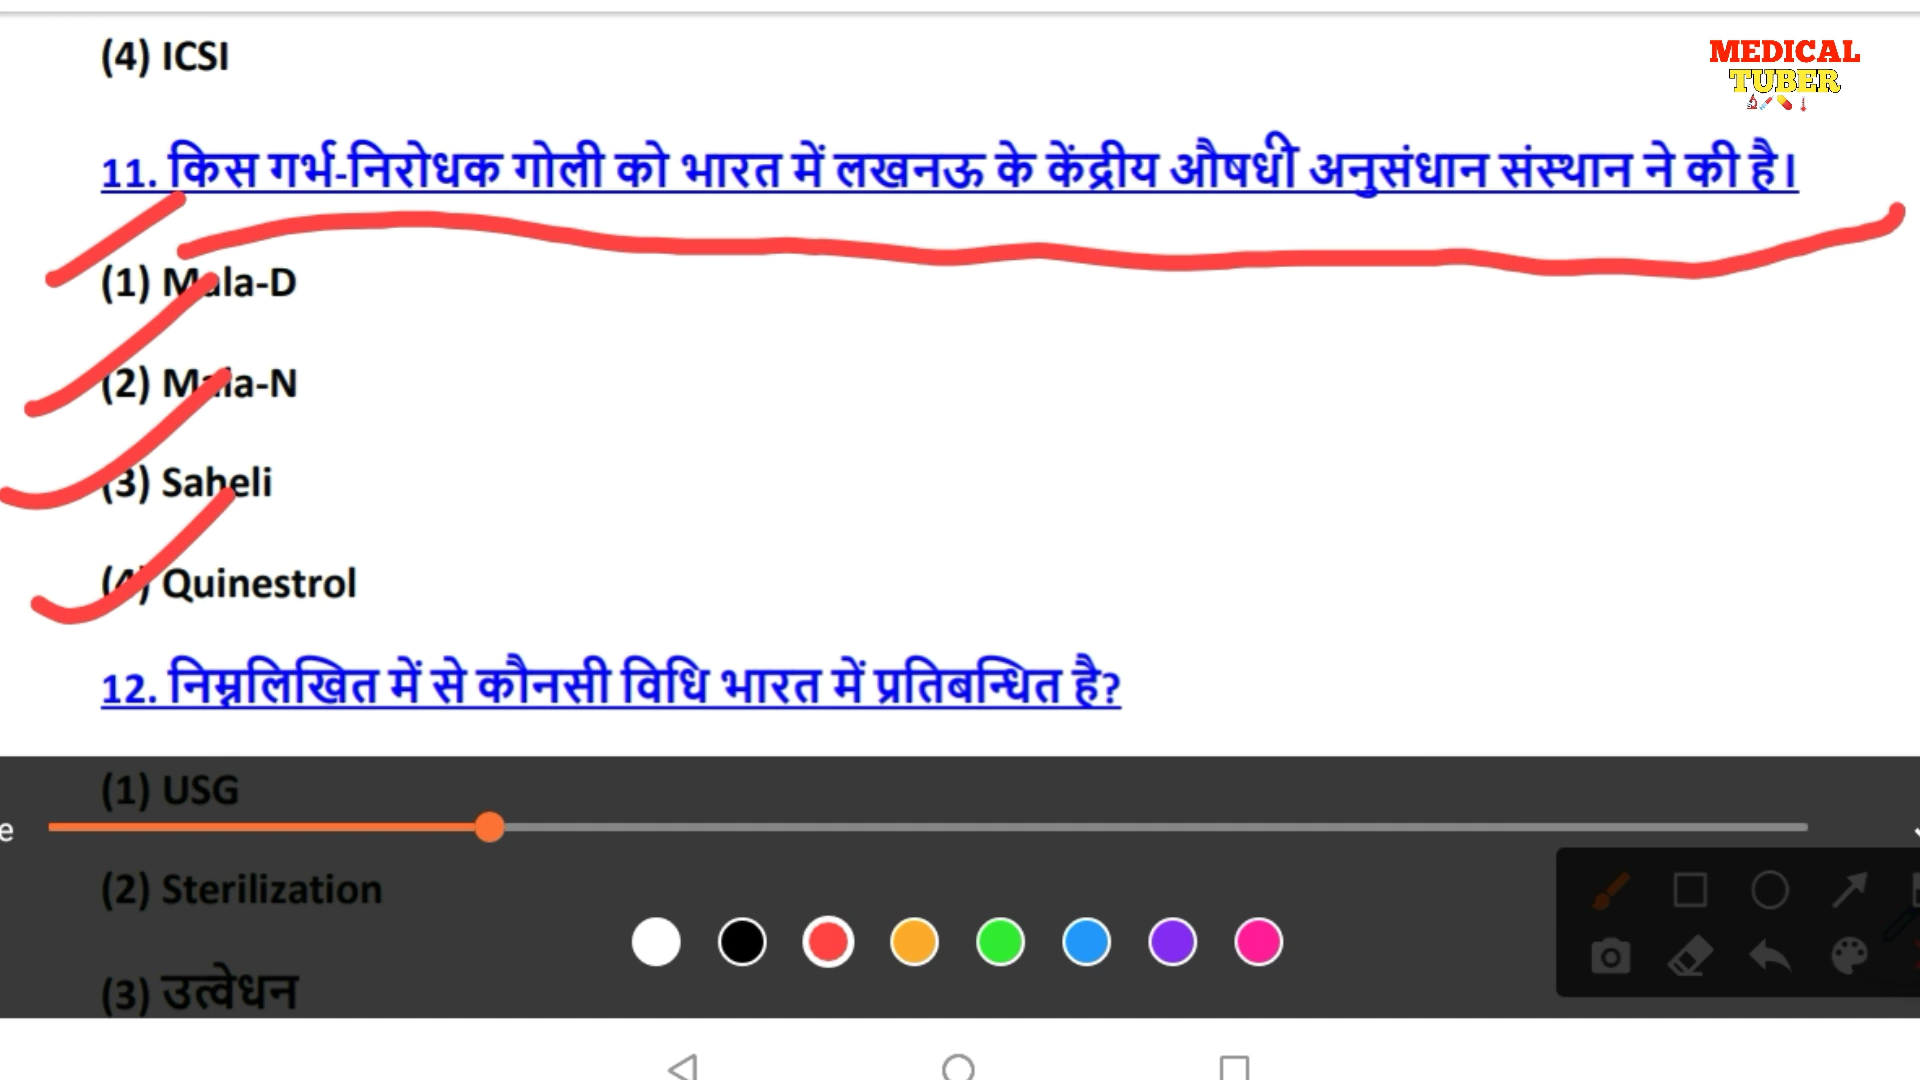 (4) ICSI
MEDICAL
TUBER
11. किस गर्भ-निरोधक गोली को भारत में लखनऊ के केंद्रीय औषधी अनुसंधान संस्थान ने की है।
(1) Mala-D
(2) Mala-N
(3) Saheli
(4) Quinestrol
12. निम्नलिखित में से कौनसी विधि भारत में प्रतिबन्धित है?
(1) USG
e
(2) Sterilization
(3) उत्वेधन